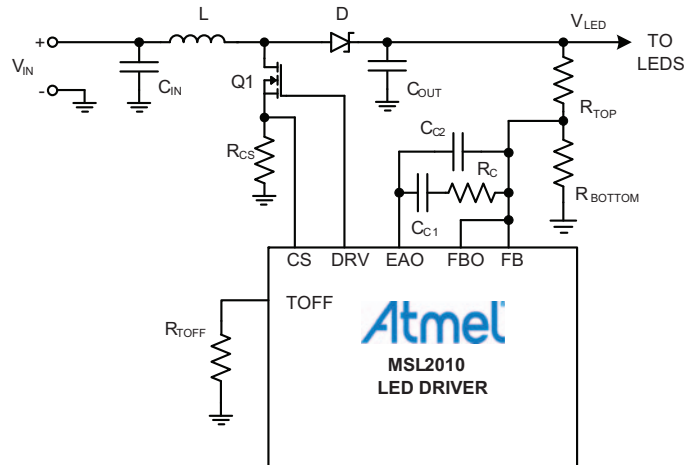 L
D
VLED
+
VIN
-
CIN
Q1
COUT
TO
LEDS
RTOP
RCS
CC2
RC
CC1
RBOTTOM
CS
DRV
EAO
FBO
FB
TOFF
RTOFF
Atmel
MSL2010
LED DRIVER